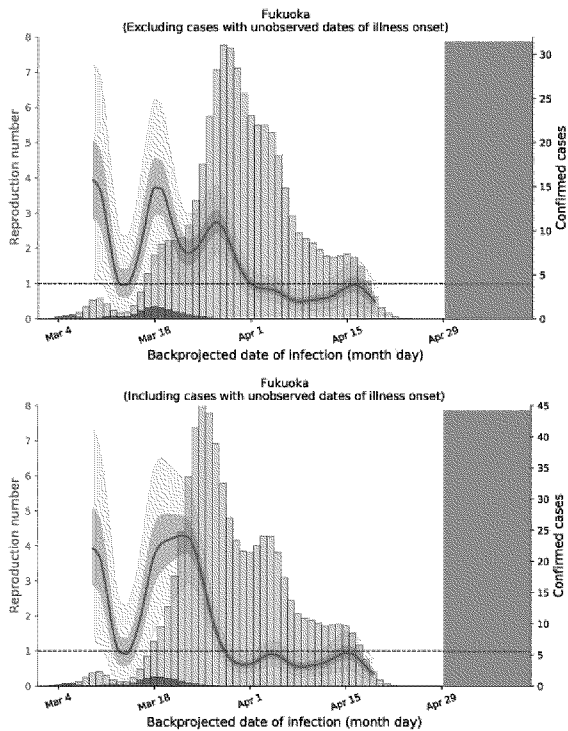 Fukuoka
(Excluding cases with unobserved dates of illness onset)
8
7
6
5
4
3
2
1
0
Reproduction number
30
25
20
15
10
5
0
Confirmed cases
Mar 4
Mar 18
Apr 1
Apr 15
Apr 29
Backprojected date of infection (month day)
Fukuoka
(Including cases with unobserved dates of illness onset)
8
7
6
5
4
3
2
1
0
Reproduction number
45
40
35
30
25
20
15
10
5
0
Confirmed cases
Mar 4
Mar 18
Apr 1
Apr 15
Apr 29
Backprojected date of infection (month day)